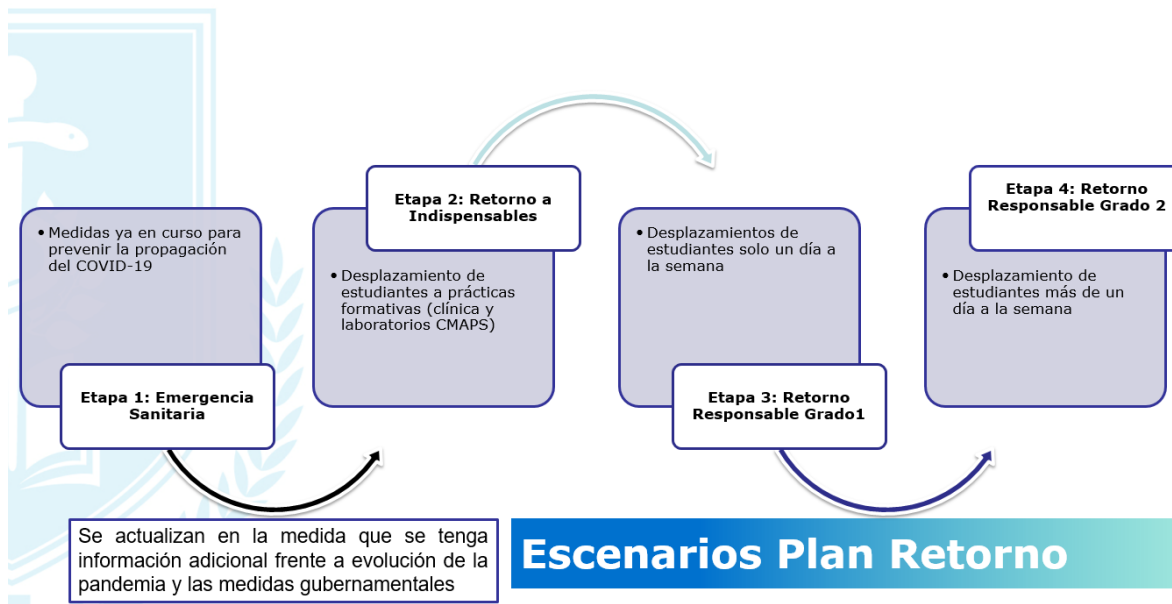 • Medidas ya en curso para
prevenir la propagación
del COVID-19
Etapa 1: Emergencia
Sanitaria
Etapa 2: Retorno a
Indispensables
• Desplazamiento de
estudiantes a prácticas
formativas (clínica y
laboratorios CMAPS)
• Desplazamientos de
estudiantes solo un día a
la semana
Etapa 3: Retorno
Responsable Grado1
Etapa 4: Retorno
Responsable Grado 2
• Desplazamiento de
estudiantes más de un
día a la semana
Se actualizan en la medida que se tenga
información adicional frente a evolución de la
pandemia y las medidas gubernamentales
Escenarios Plan Retorno